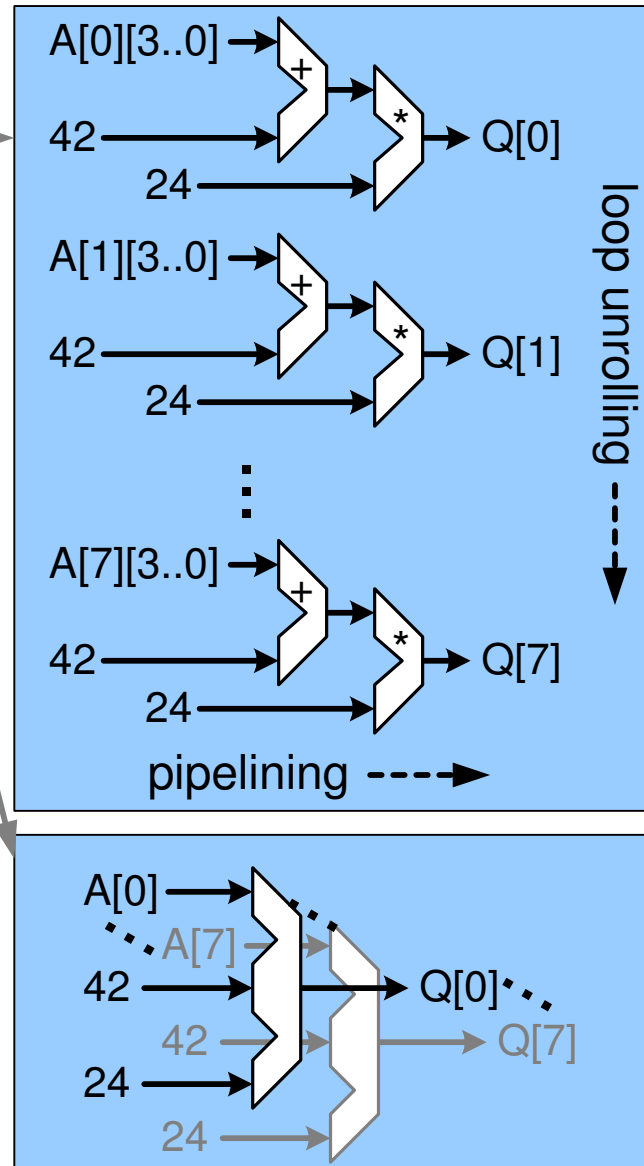 A[0][3..0]
+
*
42
Q[0]
24
A[1][3..0]
+
*
42
Q[1]
24
loop unrolling
A[7][3..0]
+
*
42
Q[7]
24
pipelining
A[0]
A[7]
42
Q[0]
42
Q[7]
24
24